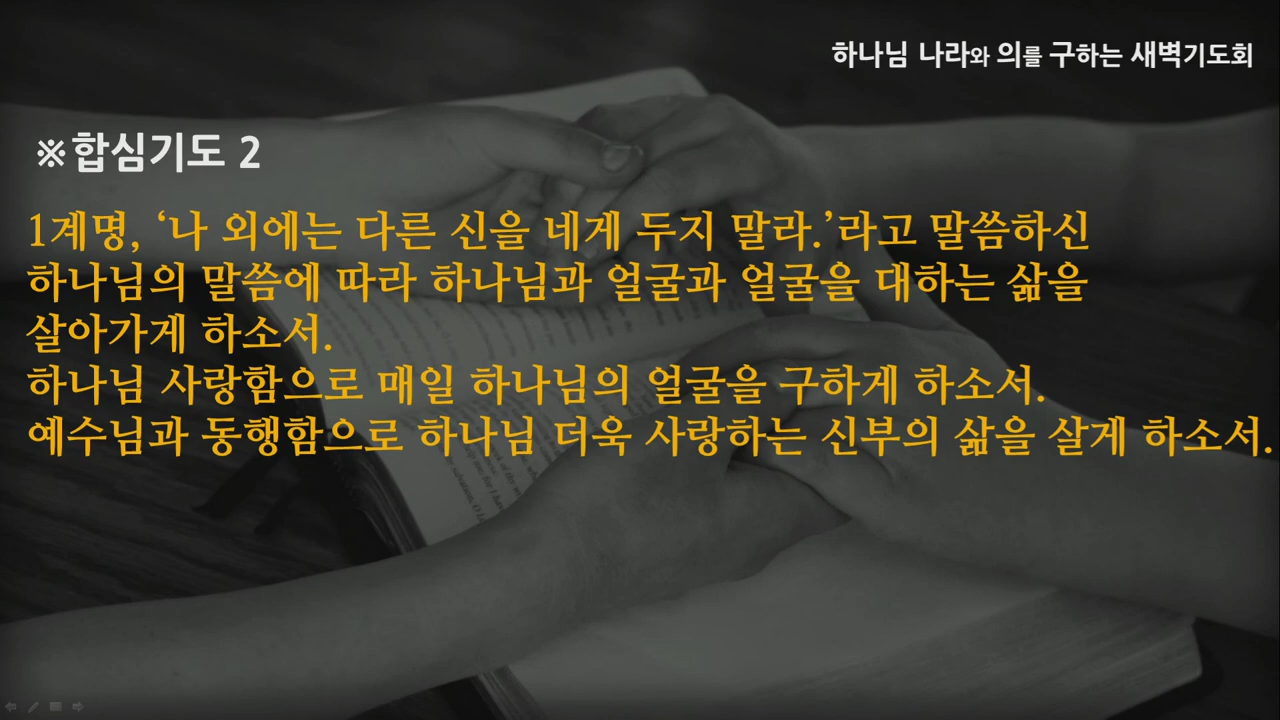 하나님 나라와 의를 구하는 새벽기도회
※합심기도 2
1계명, ‘나 외에는 다른 신을 네게 두지 말라.’라고 말씀하신
하나님의 말씀에 따라 하나님과 얼굴과 얼굴을 대하는 삶을
살아가게 하소서.
하나님 사랑함으로 매일 하나님의 얼굴을 구하게 하소서.
예수님과 동행함으로 하나님 더욱 사랑하는 신부의 삶을 살게 하소서.